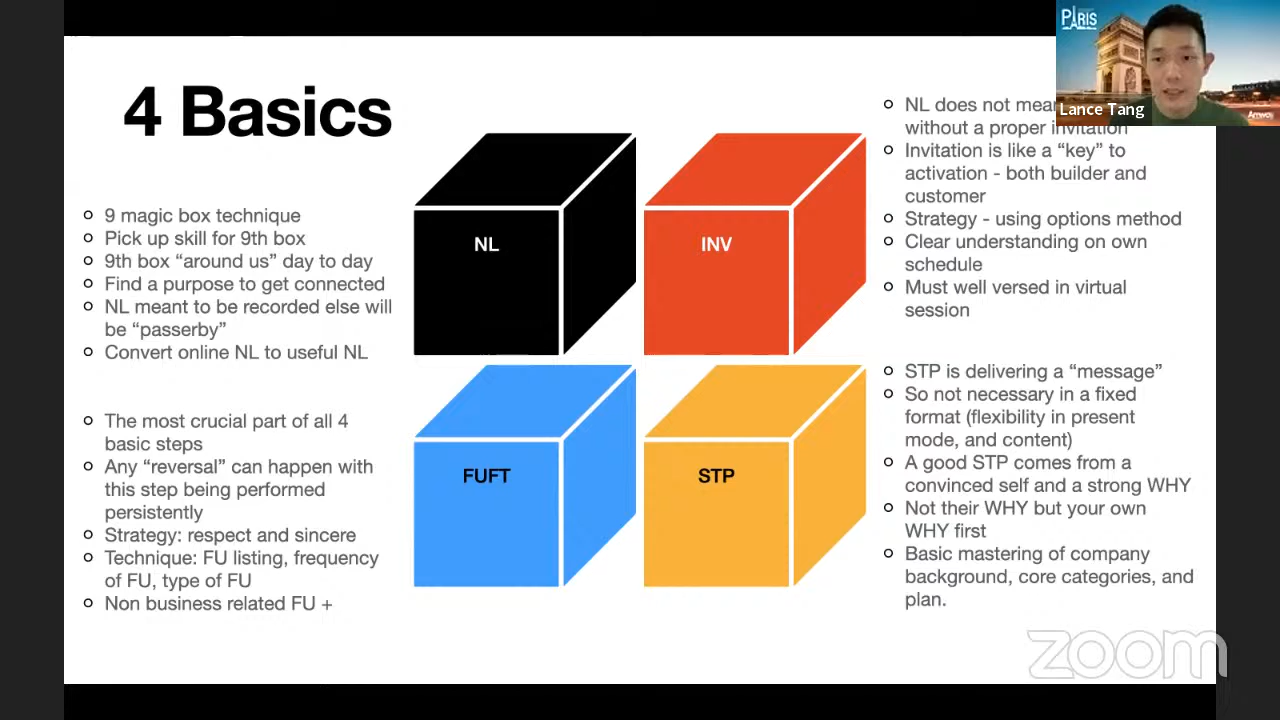 4 Basics
9 magic box technique
Pick up skill for 9th box
9th box “around us” day to day
Find a purpose to get connected
NL meant to be recorded else will
be “passerby”
Convert online NL to useful NL
The most crucial part of all 4
basic steps
Any “reversal” can happen with
this step being performed
persistently
Strategy: respect and sincere
Technique: FU listing, frequency
of FU, type of FU
Non business related FU +
NL
INV
FUFT
STP
NL does not mean
without a proper invitation
Invitation is like a “key” to
activation - both builder and
customer
Strategy - using options method
Clear understanding on own
schedule
Must well versed in virtual
session
STP is delivering a “message”
So not necessary in a fixed
format (flexibility in present
mode, and content)
A good STP comes from a
convinced self and a strong WHY
Not their WHY but your own
WHY first
Basic mastering of company
background, core categories, and
plan.
PARIS
Lance Tang
Amway
zoom